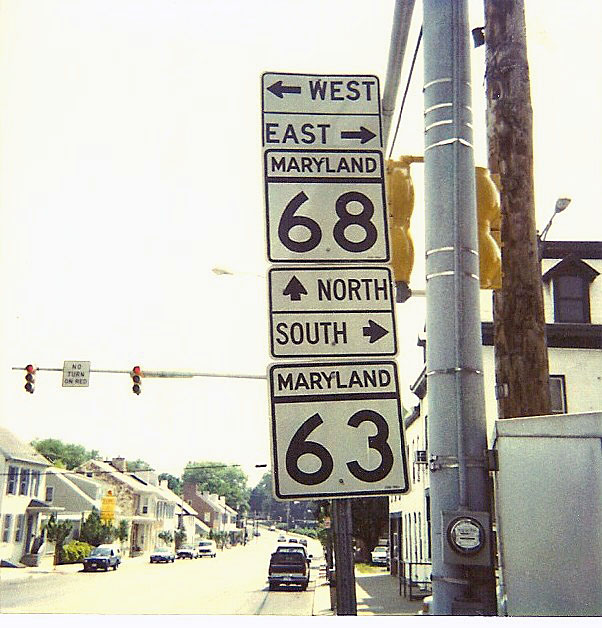 ← WEST
EAST →
MARYLAND
68
↑ NORTH
SOUTH →
MARYLAND
63
NO
TURN
ON RED